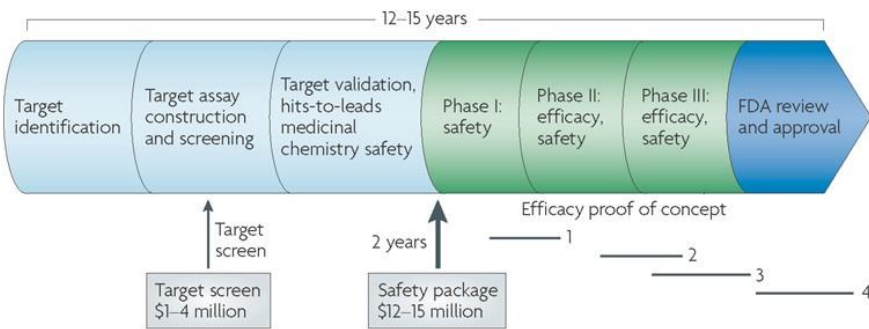 12–15 years
Target
identification
Target assay
construction
and screening
Target validation,
hits-to-leads
medicinal
chemistry safety
Phase I:
safety
Phase II:
efficacy,
safety
Phase III:
efficacy,
safety
FDA review
and approval
Target
screen
2 years
Efficacy proof of concept
1
2
3
4
Target screen
$1–4 million
Safety package
$12–15 million